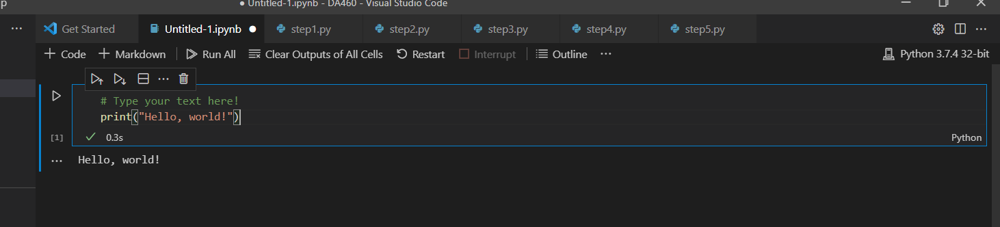 p
● Untitled-1.ipynb - DA460 - Visual Studio Code
Get Started Untitled-1.ipynb step1.py step2.py step3.py step4.py step5.py
Code Markdown Run All Clear Outputs of All Cells Restart Interrupt Outline Python 3.7.4 32-bit
# Type your text here!
print("Hello, world!")
[1] 0.3s Python
Hello, world!